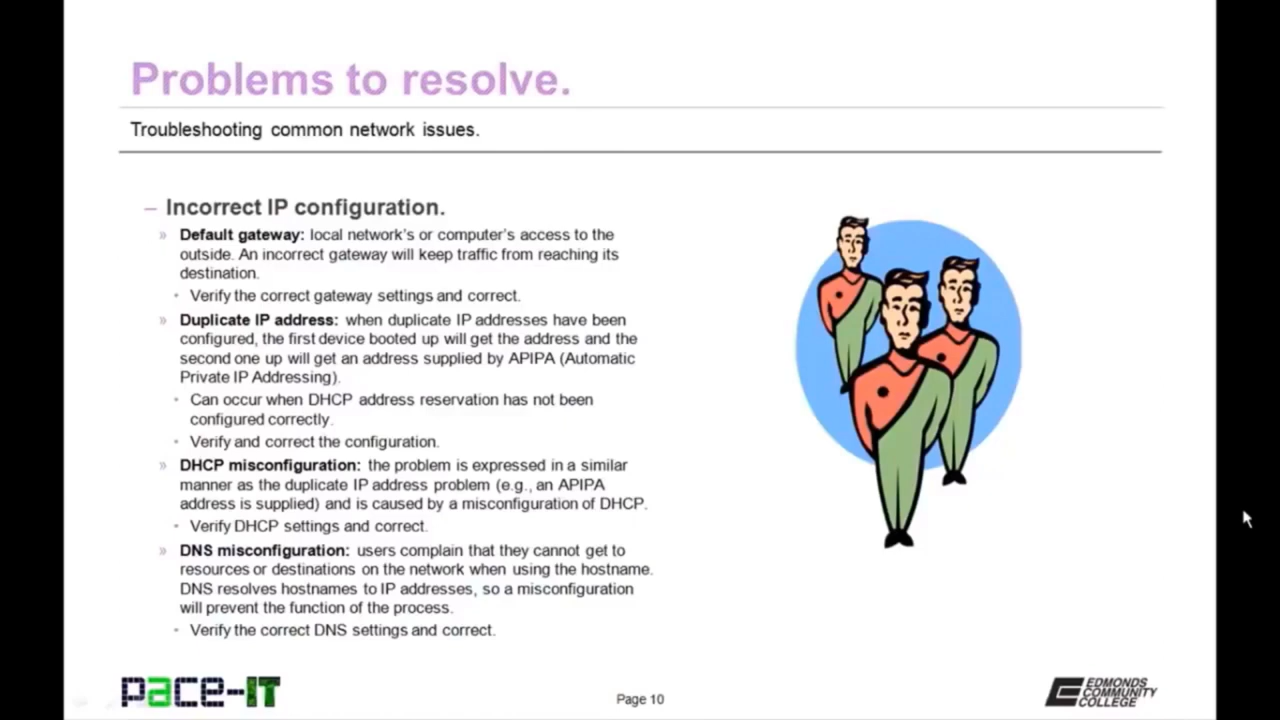 Problems to resolve.
Troubleshooting common network issues.
– Incorrect IP configuration.
» Default gateway: local network's or computer's access to the
outside. An incorrect gateway will keep traffic from reaching its
destination.
• Verify the correct gateway settings and correct.
» Duplicate IP address: when duplicate IP addresses have been
configured, the first device booted up will get the address and the
second one up will get an address supplied by APIPA (Automatic
Private IP Addressing).
• Can occur when DHCP address reservation has not been
configured correctly.
• Verify and correct the configuration.
» DHCP misconfiguration: the problem is expressed in a similar
manner as the duplicate IP address problem (e.g., an APIPA
address is supplied) and is caused by a misconfiguration of DHCP.
• Verify DHCP settings and correct.
» DNS misconfiguration: users complain that they cannot get to
resources or destinations on the network when using the hostname.
DNS resolves hostnames to IP addresses, so a misconfiguration
will prevent the function of the process.
• Verify the correct DNS settings and correct.
pace-IT
Page 10
EDMONDS
COMMUNITY
COLLEGE